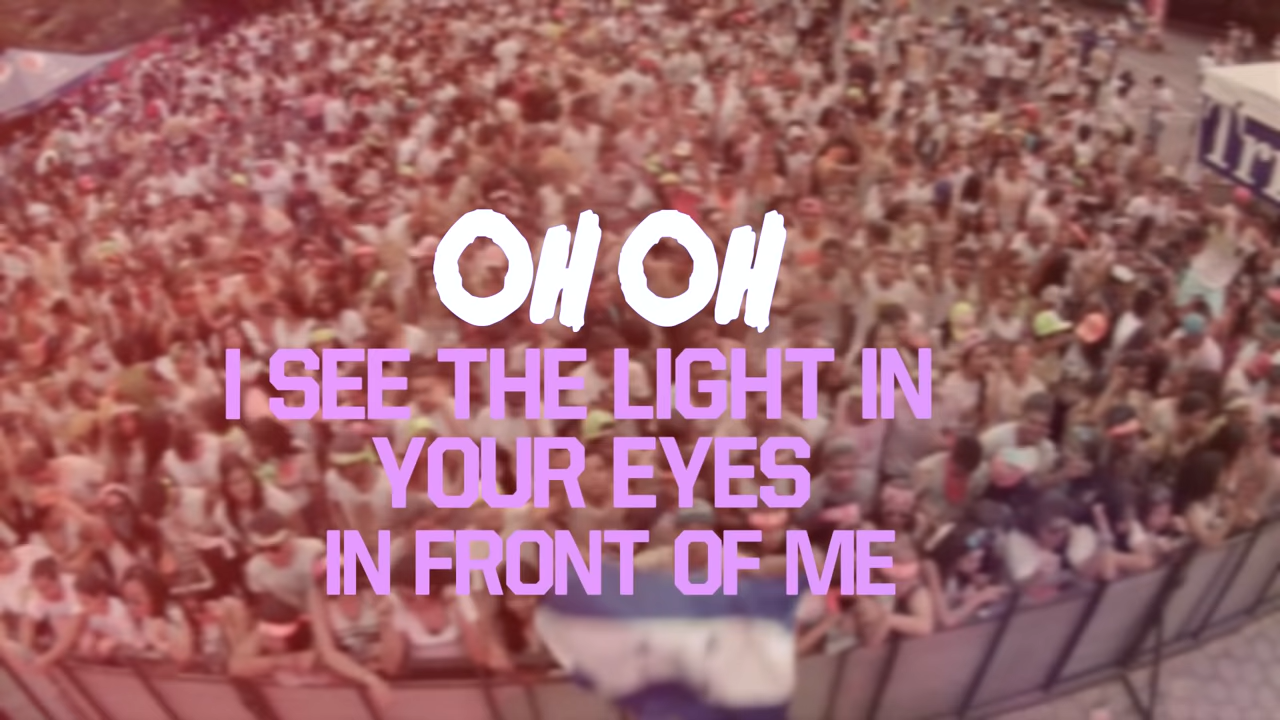 OH OH
I SEE THE LIGHT IN
YOUR EYES
IN FRONT OF ME